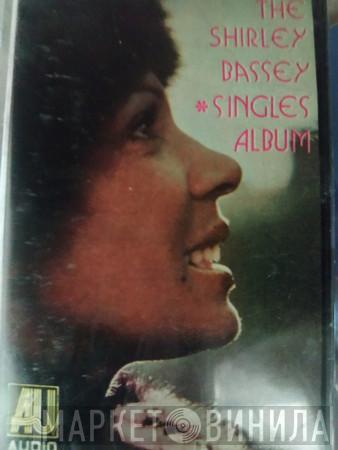 THE
SHIRLEY
BASSEY
*SINGLES
ALBUM
AU
AUDIO
МАРКЕТ ВИНИЛА